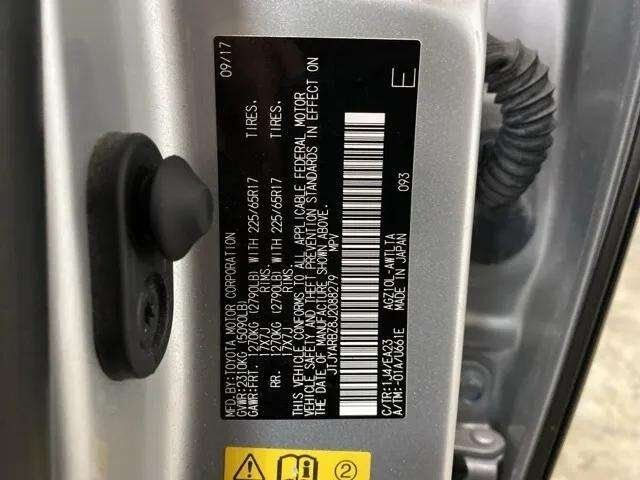 MFD.BY:TOYOTA MOTOR CORPORATION 09/17
GVWR:2310KG (5090LB)
GAWR:FRT. 1270KG (2790LB) WITH 225/65R17 TIRES,
17X7J RIMS.
RR. 1270KG (2790LB) WITH 225/65R17 TIRES,
17X7J RIMS.
THIS VEHICLE CONFORMS TO ALL APPLICABLE FEDERAL MOTOR
VEHICLE SAFETY AND THEFT PREVENTION STANDARDS IN EFFECT ON
THE DATE OF MANUFACTURE SHOWN ABOVE.
JTJYARBZ8J2088279 MPV
E
C/TR:1J4/EA23 AGZ10L-AWTLTA 093
A/TM:-01A/U661E MADE IN JAPAN
2